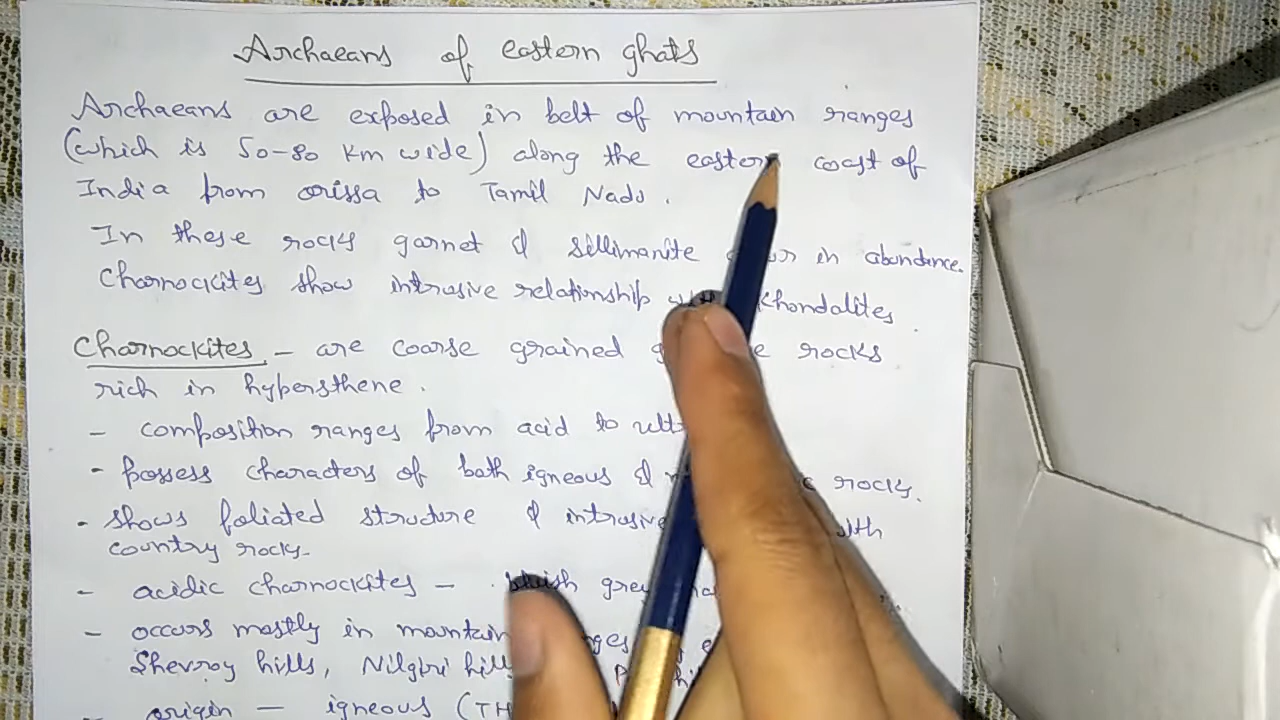 Archaeans of eastern ghats
Archaeans are exposed in belt of mountain ranges
(which is 50-80 Km wide) along the eastern coast of
India from orissa to Tamil Nadu.
In these rocks garnet & sillimanite in abundance.
Charnockites show intrusive relationship Khondalites.
Charnockites - are coarse grained rocks
rich in hypersthene.
- composition ranges from acid to
- possess characters of both igneous & rocks.
- shows foliated structure & intrusive with
country rocks-
- acidic charnockites - bluish grey
- occurs mostly in mountain
Shevroy hills, Nilgiri hills
- origin - igneous (TH